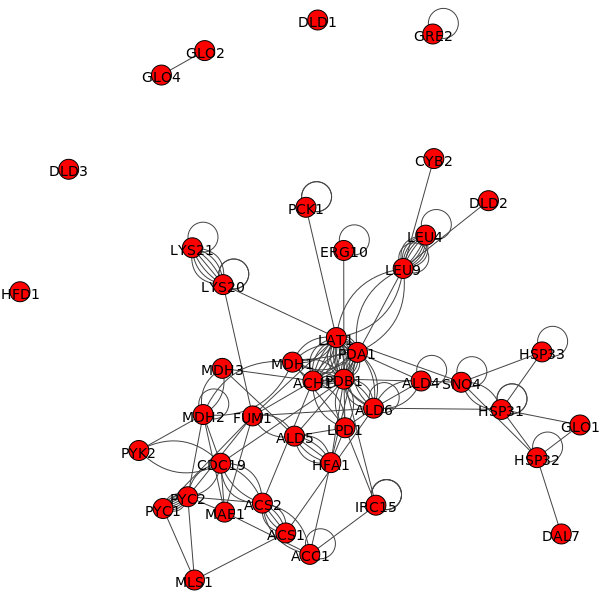 DLD1
GRE2
GLO2
GLO4
CYB2
DLD3
DLD2
PCK1
LEU4
LYS21
ERG10
LEU9
LYS20
HFD1
LAT1
PDA1
HSP33
MDH1
MDH3
ACH1
PDB1
ALD4
SNO4
ALD6
HSP31
MDH2
FUM1
GLO1
LPD1
ALD5
PYK2
HSP32
CDC19
HFA1
PYC2
ACS2
IRC15
PYC1
MAE1
ACS1
DAL7
ACC1
MLS1